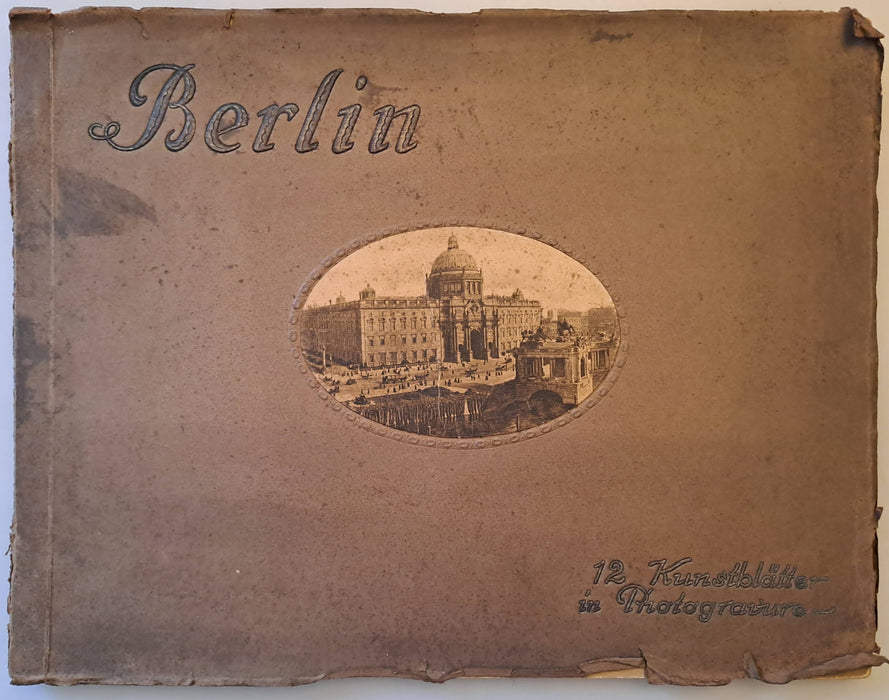 Berlin
12 Kunstblätter
in Photogravure